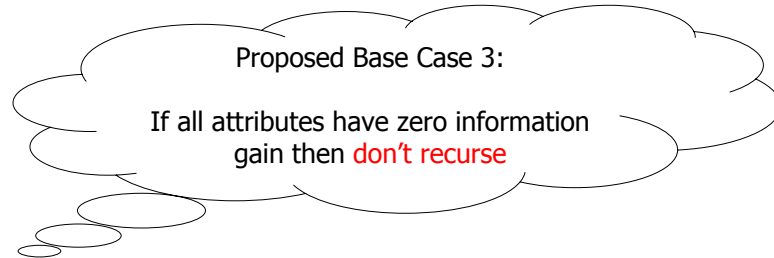 Proposed Base Case 3:
If all attributes have zero information
gain then don’t recurse